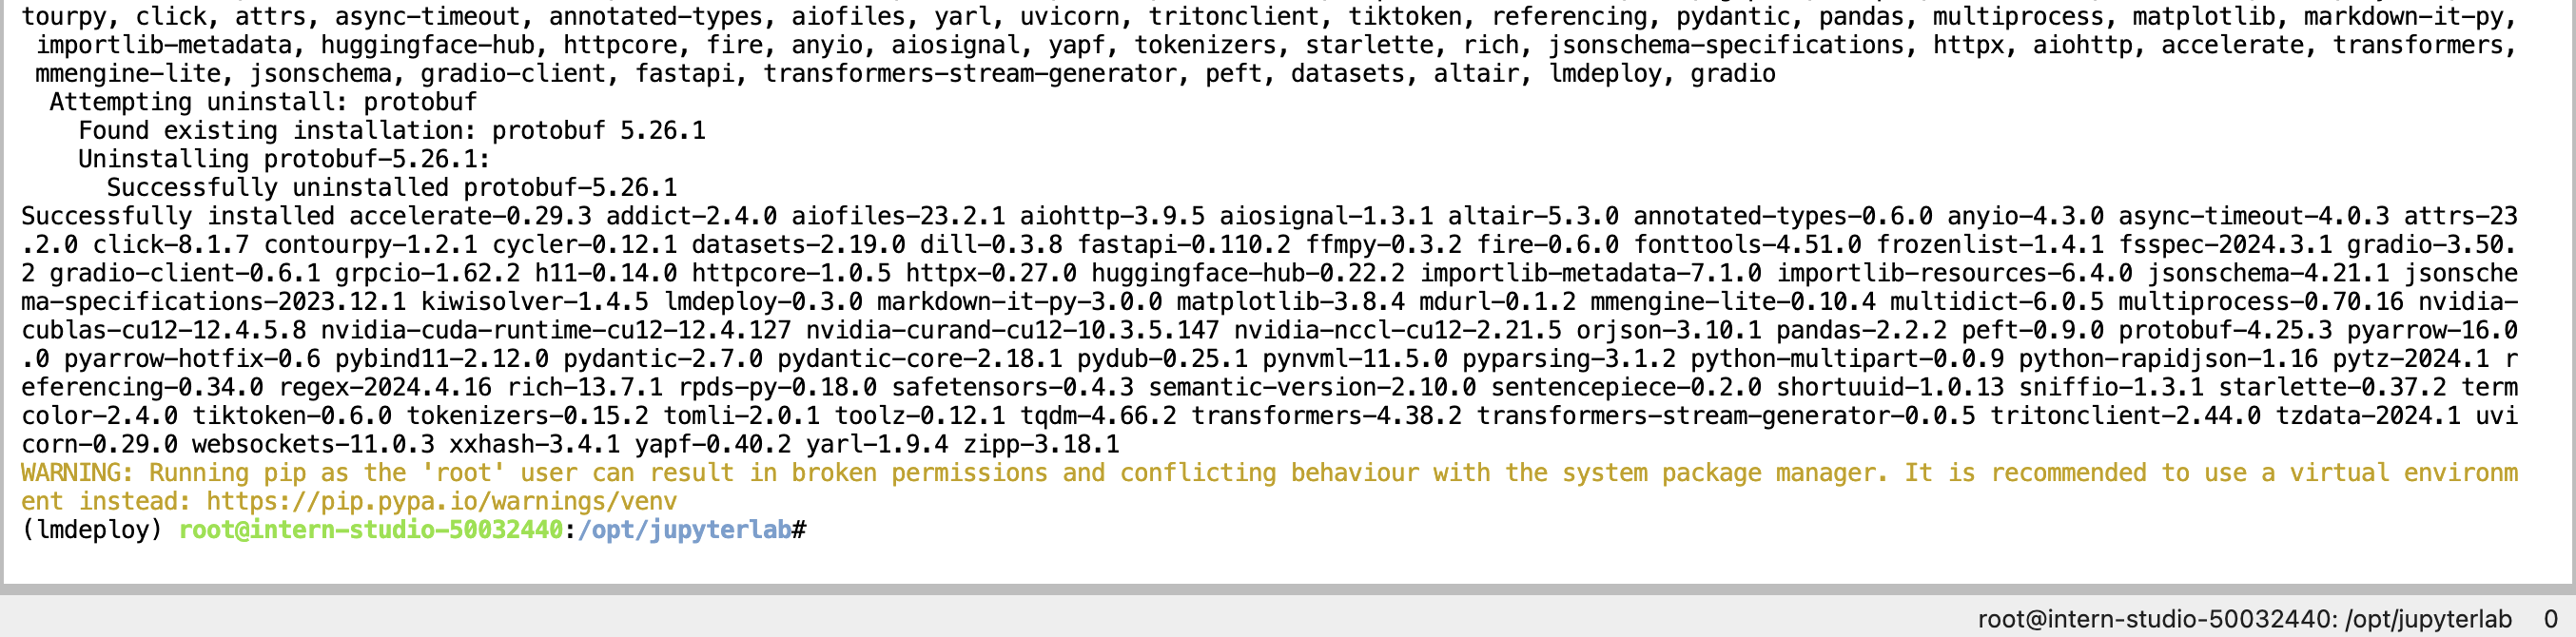 tourpy, click, attrs, async-timeout, annotated-types, aiofiles, yarl, uvicorn, tritonclient, tiktoken, referencing, pydantic, pandas, multiprocess, matplotlib, markdown-it-py,
importlib-metadata, huggingface-hub, httpcore, fire, anyio, aiosignal, yapf, tokenizers, starlette, rich, jsonschema-specifications, httpx, aiohttp, accelerate, transformers,
mmengine-lite, jsonschema, gradio-client, fastapi, transformers-stream-generator, peft, datasets, altair, lmdeploy, gradio
Attempting uninstall: protobuf
Found existing installation: protobuf 5.26.1
Uninstalling protobuf-5.26.1:
Successfully uninstalled protobuf-5.26.1
Successfully installed accelerate-0.29.3 addict-2.4.0 aiofiles-23.2.1 aiohttp-3.9.5 aiosignal-1.3.1 altair-5.3.0 annotated-types-0.6.0 anyio-4.3.0 async-timeout-4.0.3 attrs-23
.2.0 click-8.1.7 contourpy-1.2.1 cycler-0.12.1 datasets-2.19.0 dill-0.3.8 fastapi-0.110.2 ffmpy-0.3.2 fire-0.6.0 fonttools-4.51.0 frozenlist-1.4.1 fsspec-2024.3.1 gradio-3.50.
2 gradio-client-0.6.1 grpcio-1.62.2 h11-0.14.0 httpcore-1.0.5 httpx-0.27.0 huggingface-hub-0.22.2 importlib-metadata-7.1.0 importlib-resources-6.4.0 jsonschema-4.21.1 jsonsche
ma-specifications-2023.12.1 kiwisolver-1.4.5 lmdeploy-0.3.0 markdown-it-py-3.0.0 matplotlib-3.8.4 mdurl-0.1.2 mmengine-lite-0.10.4 multidict-6.0.5 multiprocess-0.70.16 nvidia-
cublas-cu12-12.4.5.8 nvidia-cuda-runtime-cu12-12.4.127 nvidia-curand-cu12-10.3.5.147 nvidia-nccl-cu12-2.21.5 orjson-3.10.1 pandas-2.2.2 peft-0.9.0 protobuf-4.25.3 pyarrow-16.0
.0 pyarrow-hotfix-0.6 pybind11-2.12.0 pydantic-2.7.0 pydantic-core-2.18.1 pydub-0.25.1 pynvml-11.5.0 pyparsing-3.1.2 python-multipart-0.0.9 python-rapidjson-1.16 pytz-2024.1 r
eferencing-0.34.0 regex-2024.4.16 rich-13.7.1 rpds-py-0.18.0 safetensors-0.4.3 semantic-version-2.10.0 sentencepiece-0.2.0 shortuuid-1.0.13 sniffio-1.3.1 starlette-0.37.2 term
color-2.4.0 tiktoken-0.6.0 tokenizers-0.15.2 tomli-2.0.1 toolz-0.12.1 tqdm-4.66.2 transformers-4.38.2 transformers-stream-generator-0.0.5 tritonclient-2.44.0 tzdata-2024.1 uvi
corn-0.29.0 websockets-11.0.3 xxhash-3.4.1 yapf-0.40.2 yarl-1.9.4 zipp-3.18.1
WARNING: Running pip as the 'root' user can result in broken permissions and conflicting behaviour with the system package manager. It is recommended to use a virtual environm
ent instead: https://pip.pypa.io/warnings/venv
(lmdeploy) root@intern-studio-50032440:/opt/jupyterlab#
root@intern-studio-50032440: /opt/jupyterlab 0